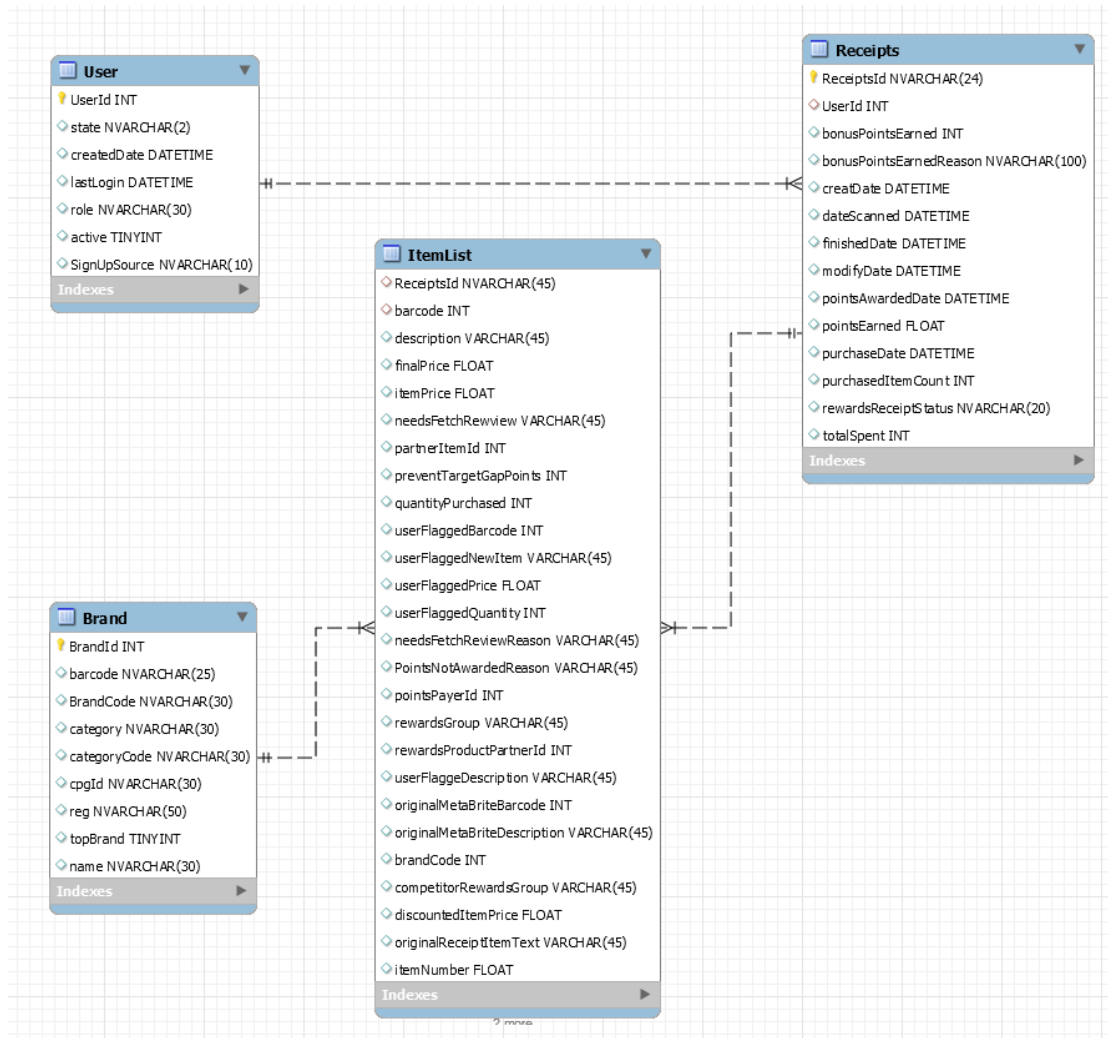 User
UserId INT
state NVARCHAR(2)
createdDate DATETIME
lastLogin DATETIME
role NVARCHAR(30)
active TINYINT
SignUpSource NVARCHAR(10)
Indexes
Receipts
ReceiptsId NVARCHAR(24)
UserId INT
bonusPointsEarned INT
bonusPointsEarnedReason NVARCHAR(100)
creatDate DATETIME
dateScanned DATETIME
finishedDate DATETIME
modifyDate DATETIME
pointsAwardedDate DATETIME
pointsEarned FLOAT
purchaseDate DATETIME
purchasedItemCount INT
rewardsReceiptStatus NVARCHAR(20)
totalSpent INT
Indexes
ItemList
ReceiptsId NVARCHAR(45)
barcode INT
description VARCHAR(45)
finalPrice FLOAT
itemPrice FLOAT
needsFetchRewview VARCHAR(45)
partnerItemId INT
preventTargetGapPoints INT
quantityPurchased INT
userFlaggedBarcode INT
userFlaggedNewItem VARCHAR(45)
userFlaggedPrice FLOAT
userFlaggedQuantity INT
needsFetchReviewReason VARCHAR(45)
PointsNotAwardedReason VARCHAR(45)
pointsPayerId INT
rewardsGroup VARCHAR(45)
rewardsProductPartnerId INT
userFlaggeDescription VARCHAR(45)
originalMetaBriteBarcode INT
originalMetaBriteDescription VARCHAR(45)
brandCode INT
competitorRewardsGroup VARCHAR(45)
discountedItemPrice FLOAT
originalReceiptItemText VARCHAR(45)
itemNumber FLOAT
Indexes
2 more
Brand
BrandId INT
barcode NVARCHAR(25)
BrandCode NVARCHAR(30)
category NVARCHAR(30)
categoryCode NVARCHAR(30)
cpgId NVARCHAR(30)
reg NVARCHAR(50)
topBrand TINYINT
name NVARCHAR(30)
Indexes